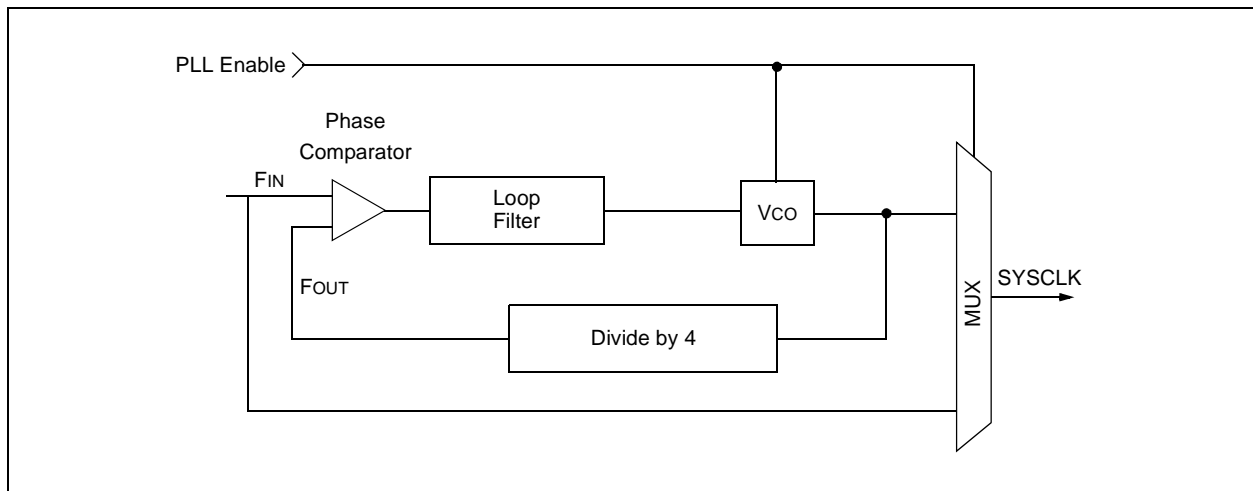 PLL Enable
Phase
Comparator
FIN
Loop
Filter
VCO
FOUT
SYSCLK
MUX
Divide by 4